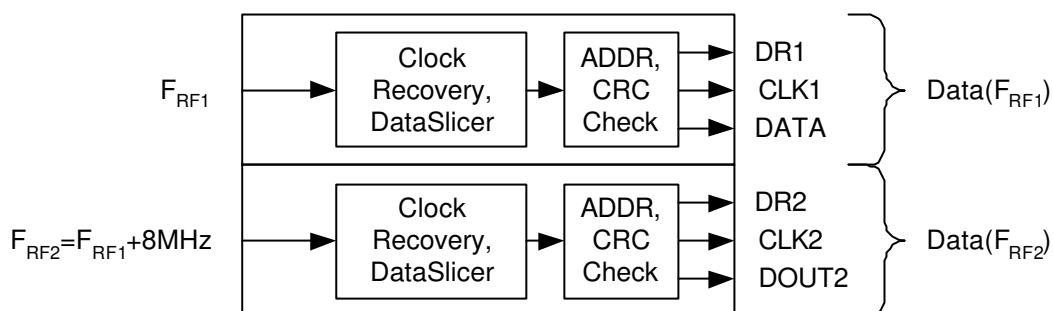 F_RF1
Clock
Recovery,
DataSlicer
ADDR,
CRC
Check
DR1
CLK1
DATA
Data(F_RF1)
F_RF2=F_RF1+8MHz
Clock
Recovery,
DataSlicer
ADDR,
CRC
Check
DR2
CLK2
DOUT2
Data(F_RF2)